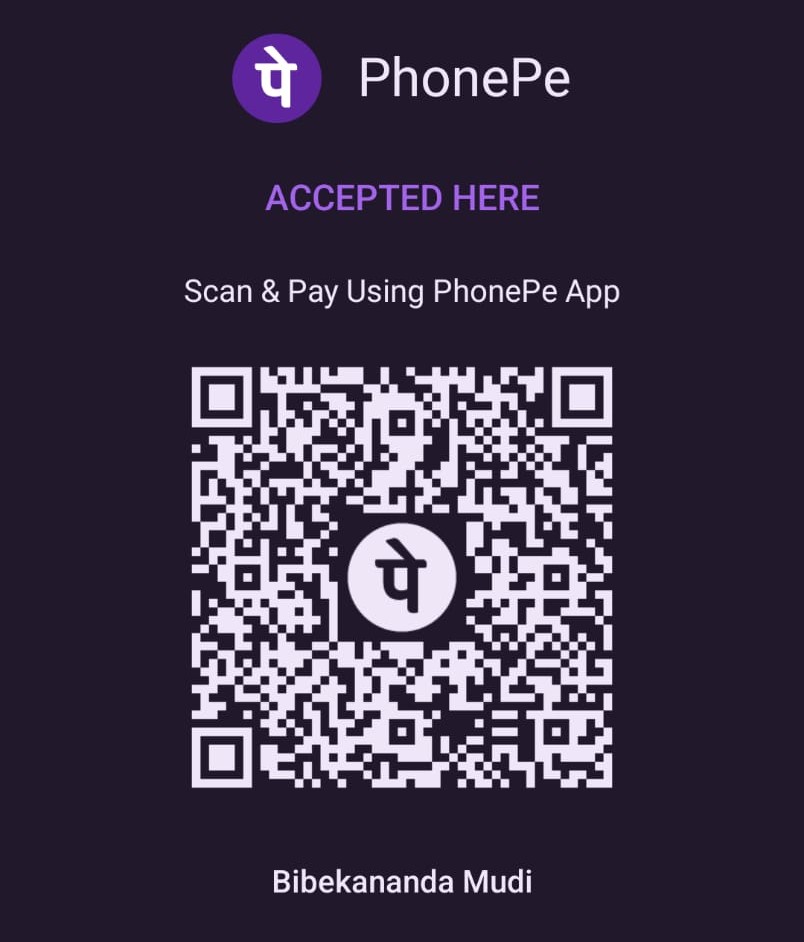 पे PhonePe
ACCEPTED HERE
Scan & Pay Using PhonePe App
पे
Bibekananda Mudi